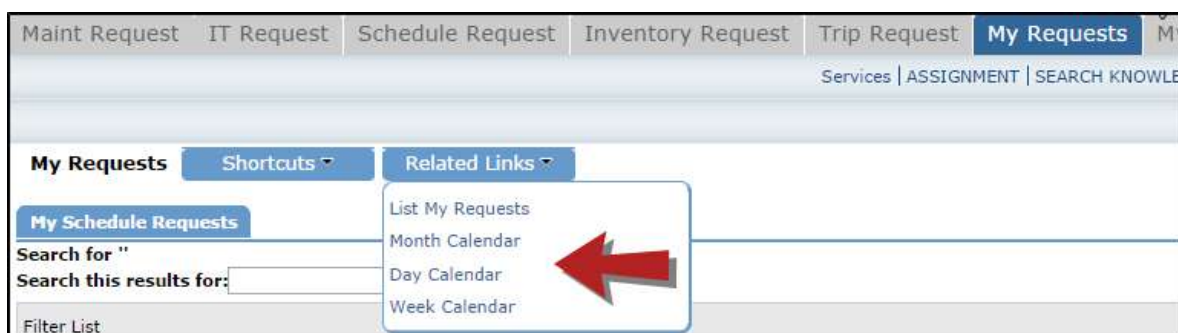 Maint Request IT Request Schedule Request Inventory Request Trip Request My Requests
Services | ASSIGNMENT | SEARCH
My Requests Shortcuts Related Links
List My Requests
My Schedule Requests
Month Calendar
Search for ''
Search this results for:
Day Calendar
Week Calendar
Filter List